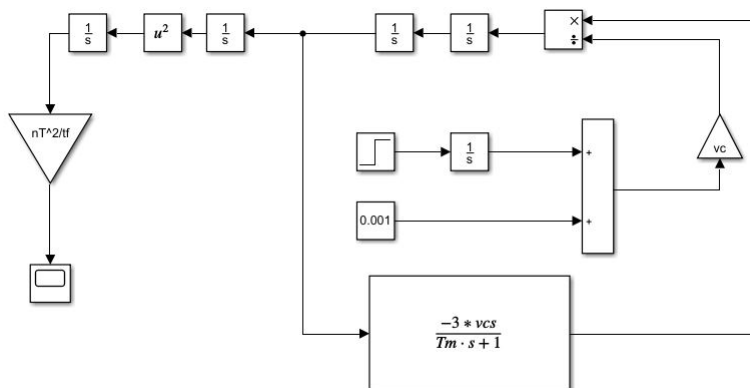 1/s
u²
1/s
1/s
1/s
×
÷
nT^2/tf
1/s
+
vc
0.001
+
−3 * vcs
Tm · s + 1